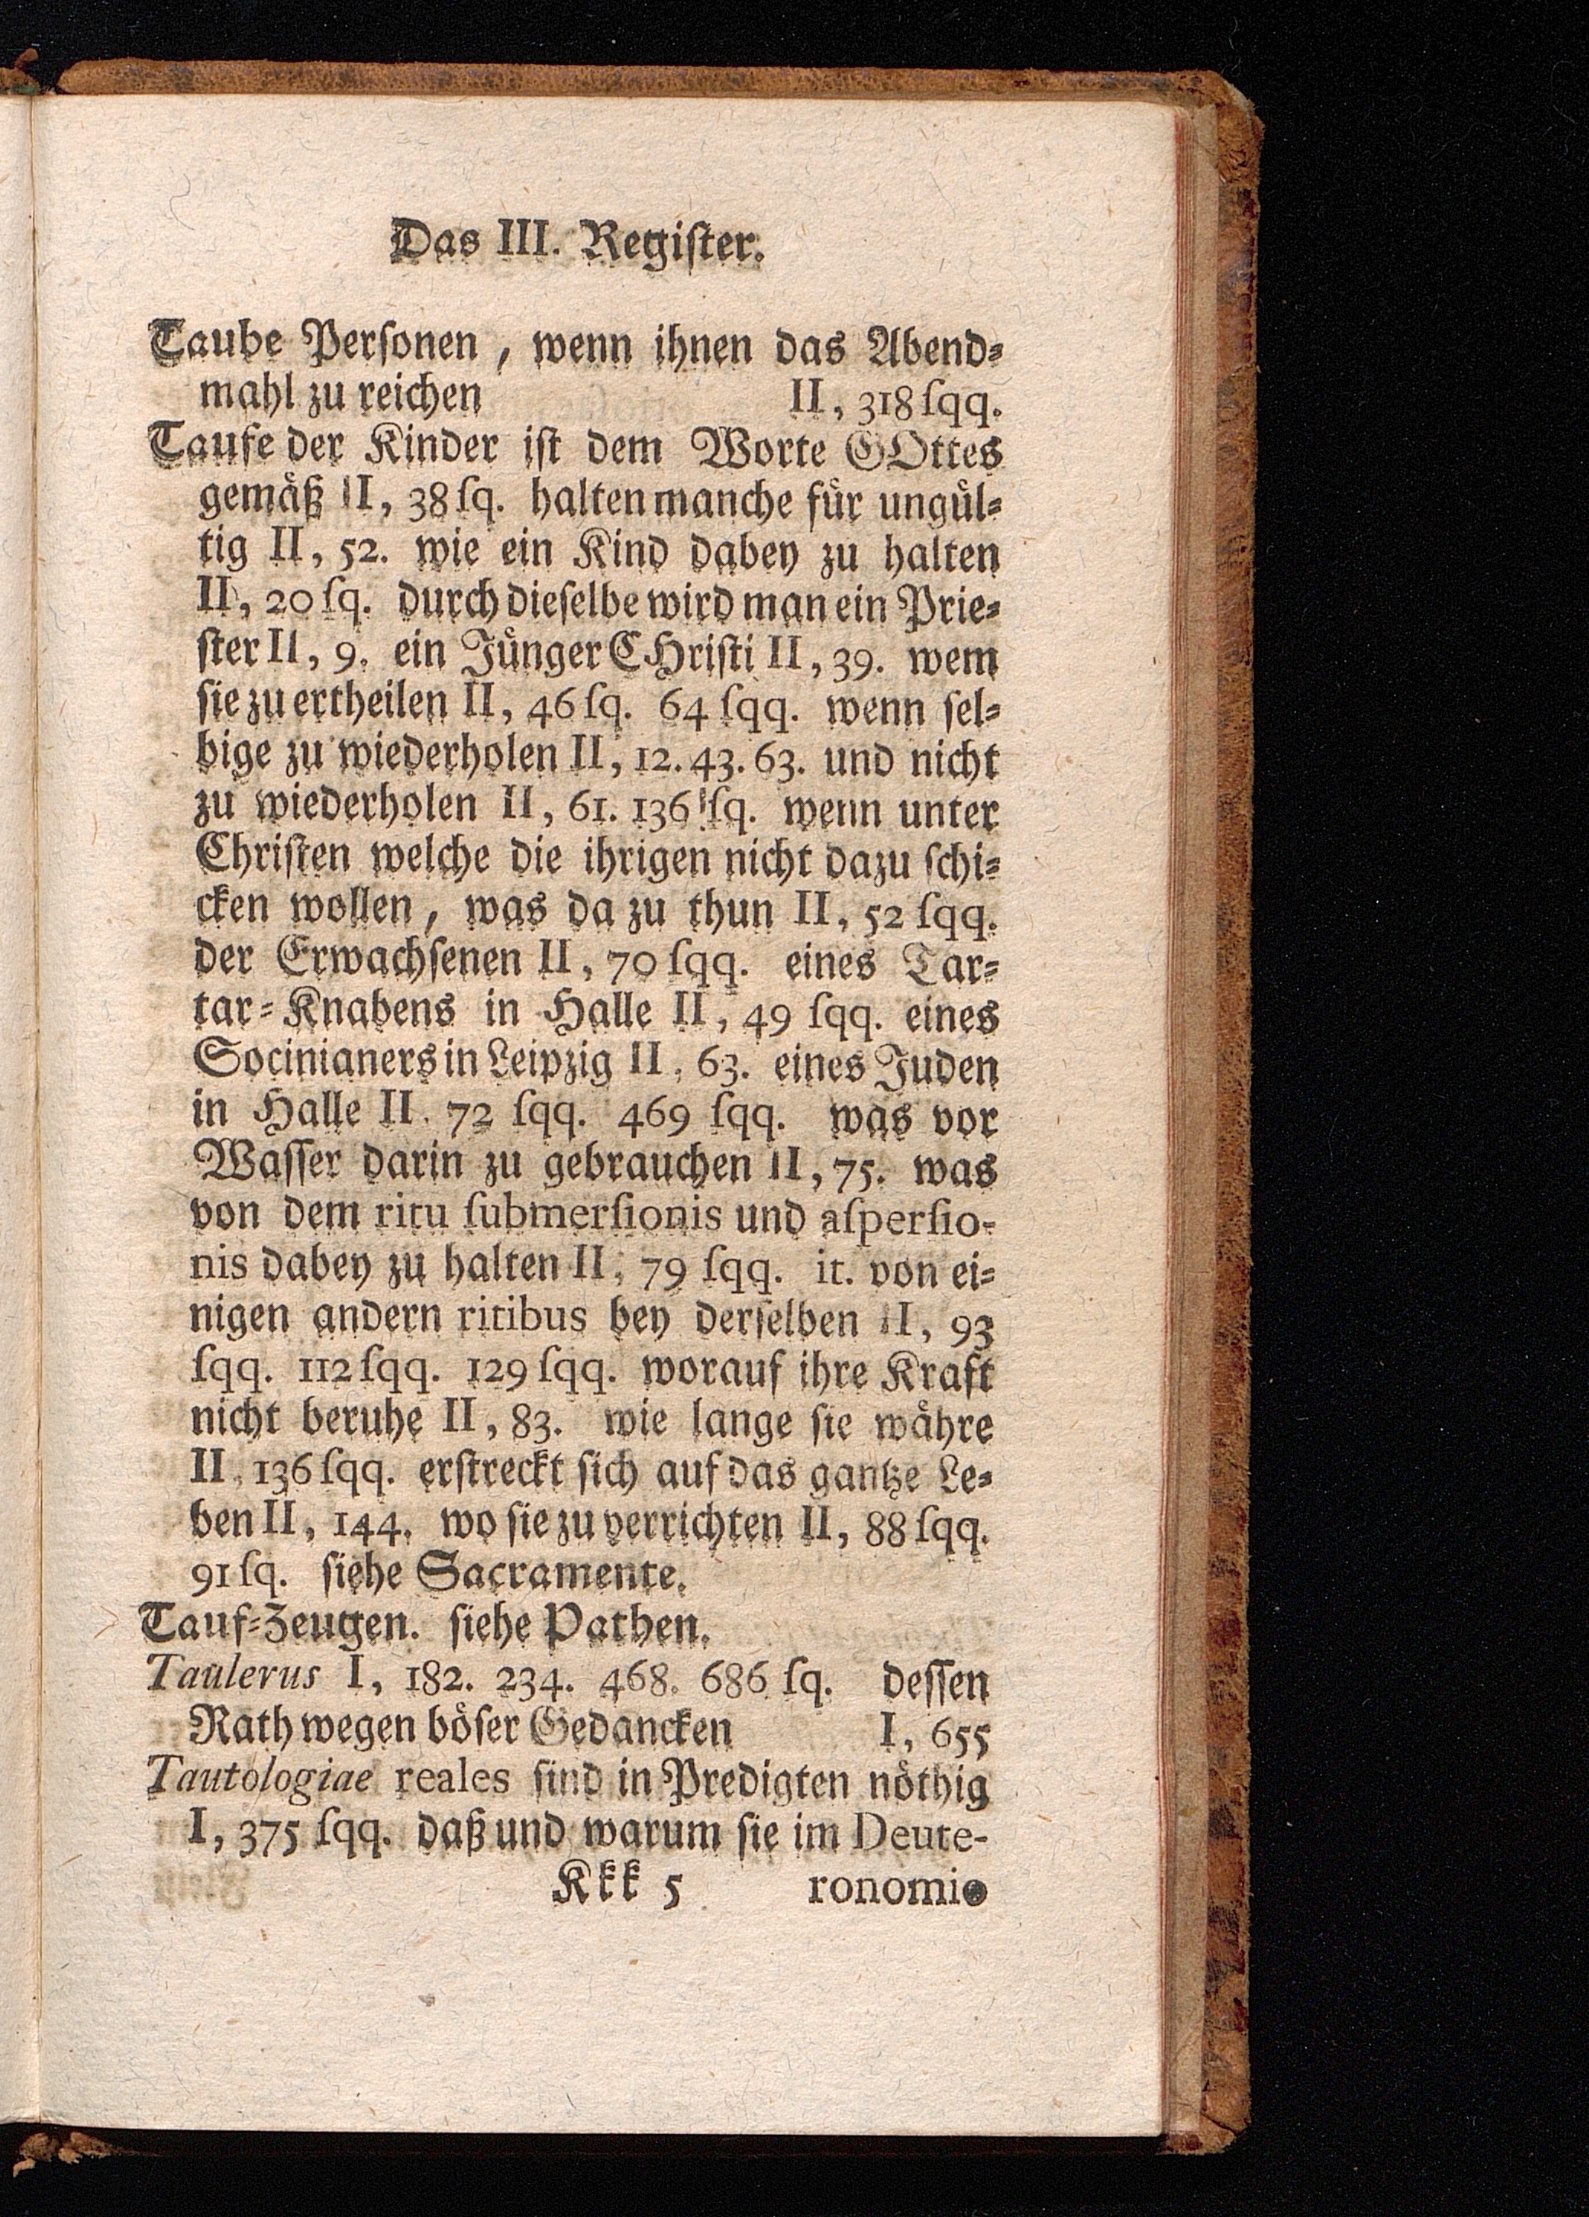 Das III. Regiſter.
Taube Perſonen, wenn ihnen das Abend-
mahl zu reichen II, 318 ſqq.
Taufe der Kinder iſt dem Worte GOttes
gemäß II, 38 ſq. halten manche für ungül-
tig II, 52. wie ein Kind dabey zu halten
II, 20 ſq. durch dieſelbe wird man ein Prie-
ſter II, 9. ein Jünger CHriſti II, 39. wem
ſie zu ertheilen II, 46 ſq. 64 ſqq. wenn ſel-
bige zu wiederholen II, 12. 43. 63. und nicht
zu wiederholen II, 61. 136 ſq. wenn unter
Chriſten welche die ihrigen nicht dazu ſchi-
cken wollen, was da zu thun II, 52 ſqq.
der Erwachſenen II, 70 ſqq. eines Tar-
tar-Knabens in Halle II, 49 ſqq. eines
Socinianers in Leipzig II, 63. eines Juden
in Halle II, 72 ſqq. 469 ſqq. was vor
Waſſer darin zu gebrauchen II, 75. was
von dem ritu ſubmerſionis und aſperſio-
nis dabey zu halten II, 79 ſqq. it. von ei-
nigen andern ritibus bey derſelben II, 93
ſqq. 112 ſqq. 129 ſqq. worauf ihre Kraft
nicht beruhe II, 83. wie lange ſie währe
II, 136 ſqq. erſtreckt ſich auf das gantze Le-
ben II, 144. wo ſie zu verrichten II, 88 ſqq.
91 ſq. ſiehe Sacramente.
Tauf-Zeugen. ſiehe Pathen.
Taulerus I, 182. 234. 468. 686 ſq. deſſen
Rath wegen böſer Gedancken I, 655
Tautologiae reales ſind in Predigten nöthig
I, 375 ſqq. daß und warum ſie im Deute-
Kkk 5 ronomio